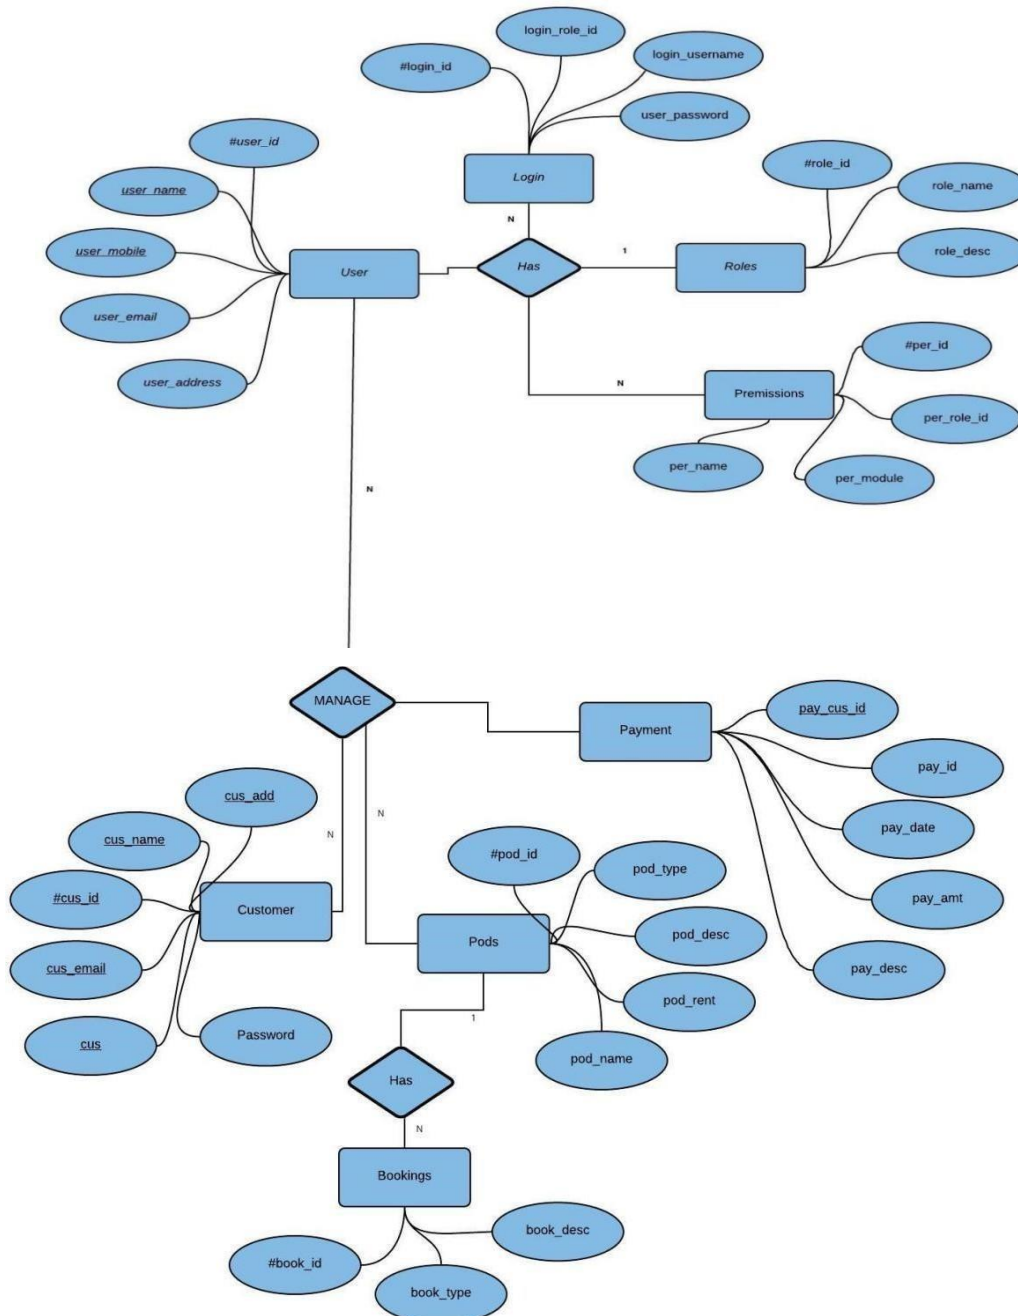 login_role_id
#login_id
login_username
user_password
#user_id
Login
#role_id
user_name
role_name
N
user_mobile
User
Has
1
Roles
role_desc
user_email
#per_id
user_address
N
Premissions
per_role_id
per_name
per_module
N
MANAGE
pay_cus_id
Payment
pay_id
cus_add
N
N
pay_date
cus_name
#pod_id
pod_type
#cus_id
Customer
pay_amt
pod_desc
Pods
cus_email
pay_desc
pod_rent
1
Password
cus
pod_name
Has
N
Bookings
book_desc
#book_id
book_type